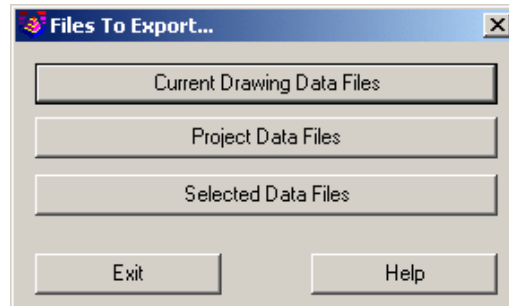 Files To Export...
Current Drawing Data Files
Project Data Files
Selected Data Files
Exit Help